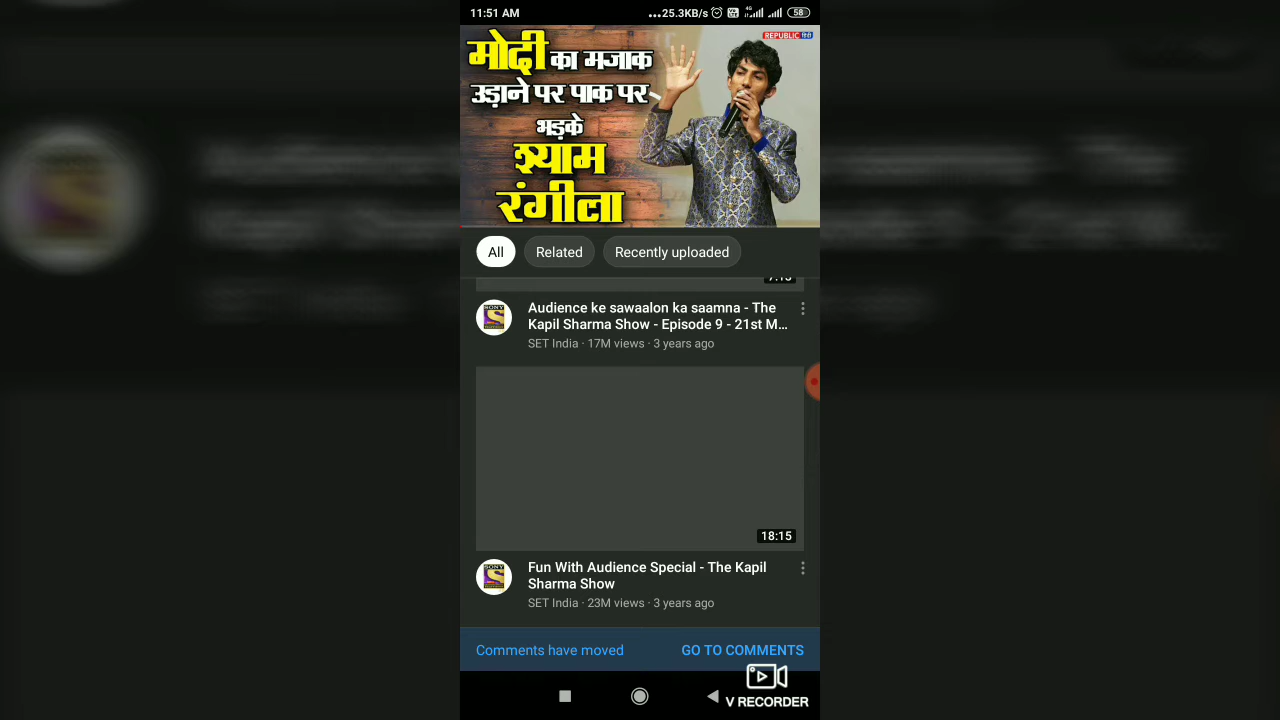 11:51 AM
...25.3KB/s
4G
58
REPUBLIC हिंदी
मोदी का मजाक
उड़ाने पर पाक पर
भड़के
श्याम
रंगीला
All
Related
Recently uploaded
7:15
Audience ke sawaalon ka saamna - The
Kapil Sharma Show - Episode 9 - 21st M...
SET India · 17M views · 3 years ago
18:15
Fun With Audience Special - The Kapil
Sharma Show
SET India · 23M views · 3 years ago
Comments have moved
GO TO COMMENTS
V RECORDER